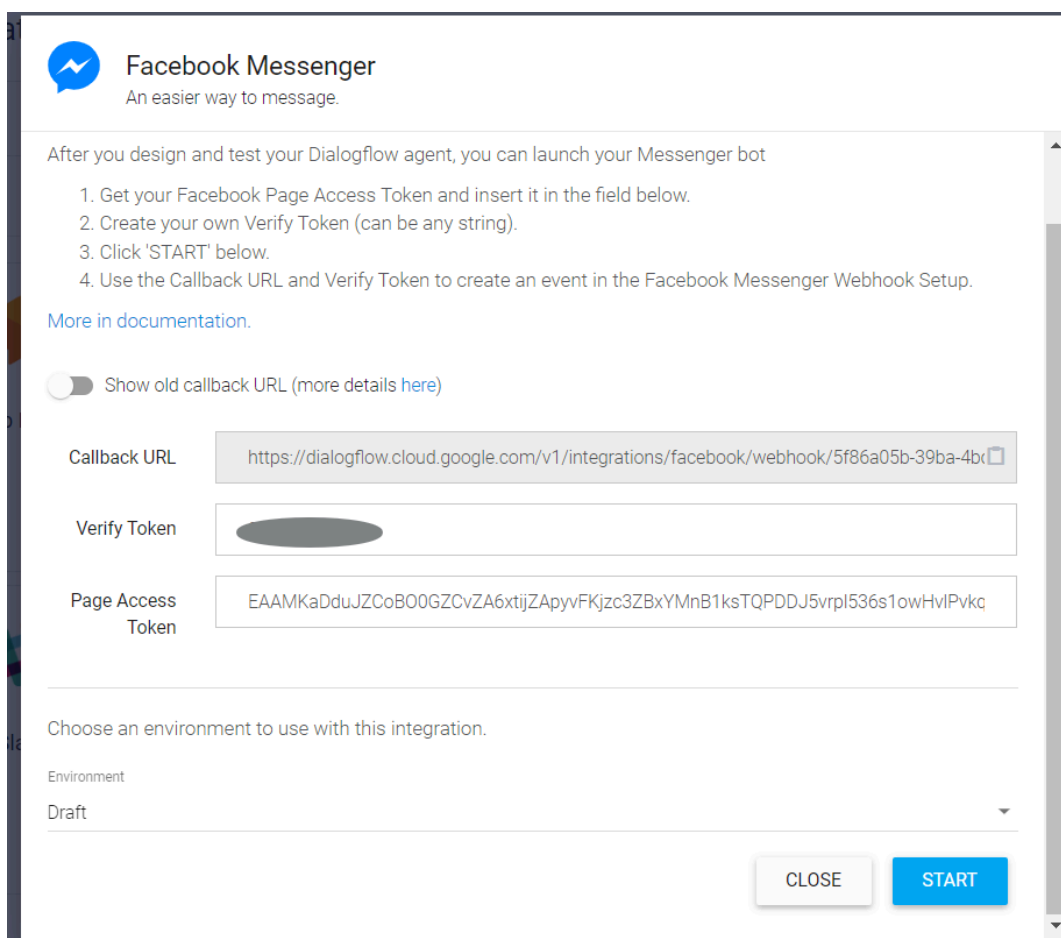 Facebook Messenger
An easier way to message.
After you design and test your Dialogflow agent, you can launch your Messenger bot
1. Get your Facebook Page Access Token and insert it in the field below.
2. Create your own Verify Token (can be any string).
3. Click 'START' below.
4. Use the Callback URL and Verify Token to create an event in the Facebook Messenger Webhook Setup.
More in documentation.
Show old callback URL (more details here)
Callback URL
https://dialogflow.cloud.google.com/v1/integrations/facebook/webhook/5f86a05b-39ba-4b
Verify Token
Page Access
Token
EAAMKaDduJZCoBO0GZCvZA6xtijZApyvFKjzc3ZBxYMnB1ksTQPDDJ5vrpl536s1owHvlPvkq
Choose an environment to use with this integration.
Environment
Draft
CLOSE
START